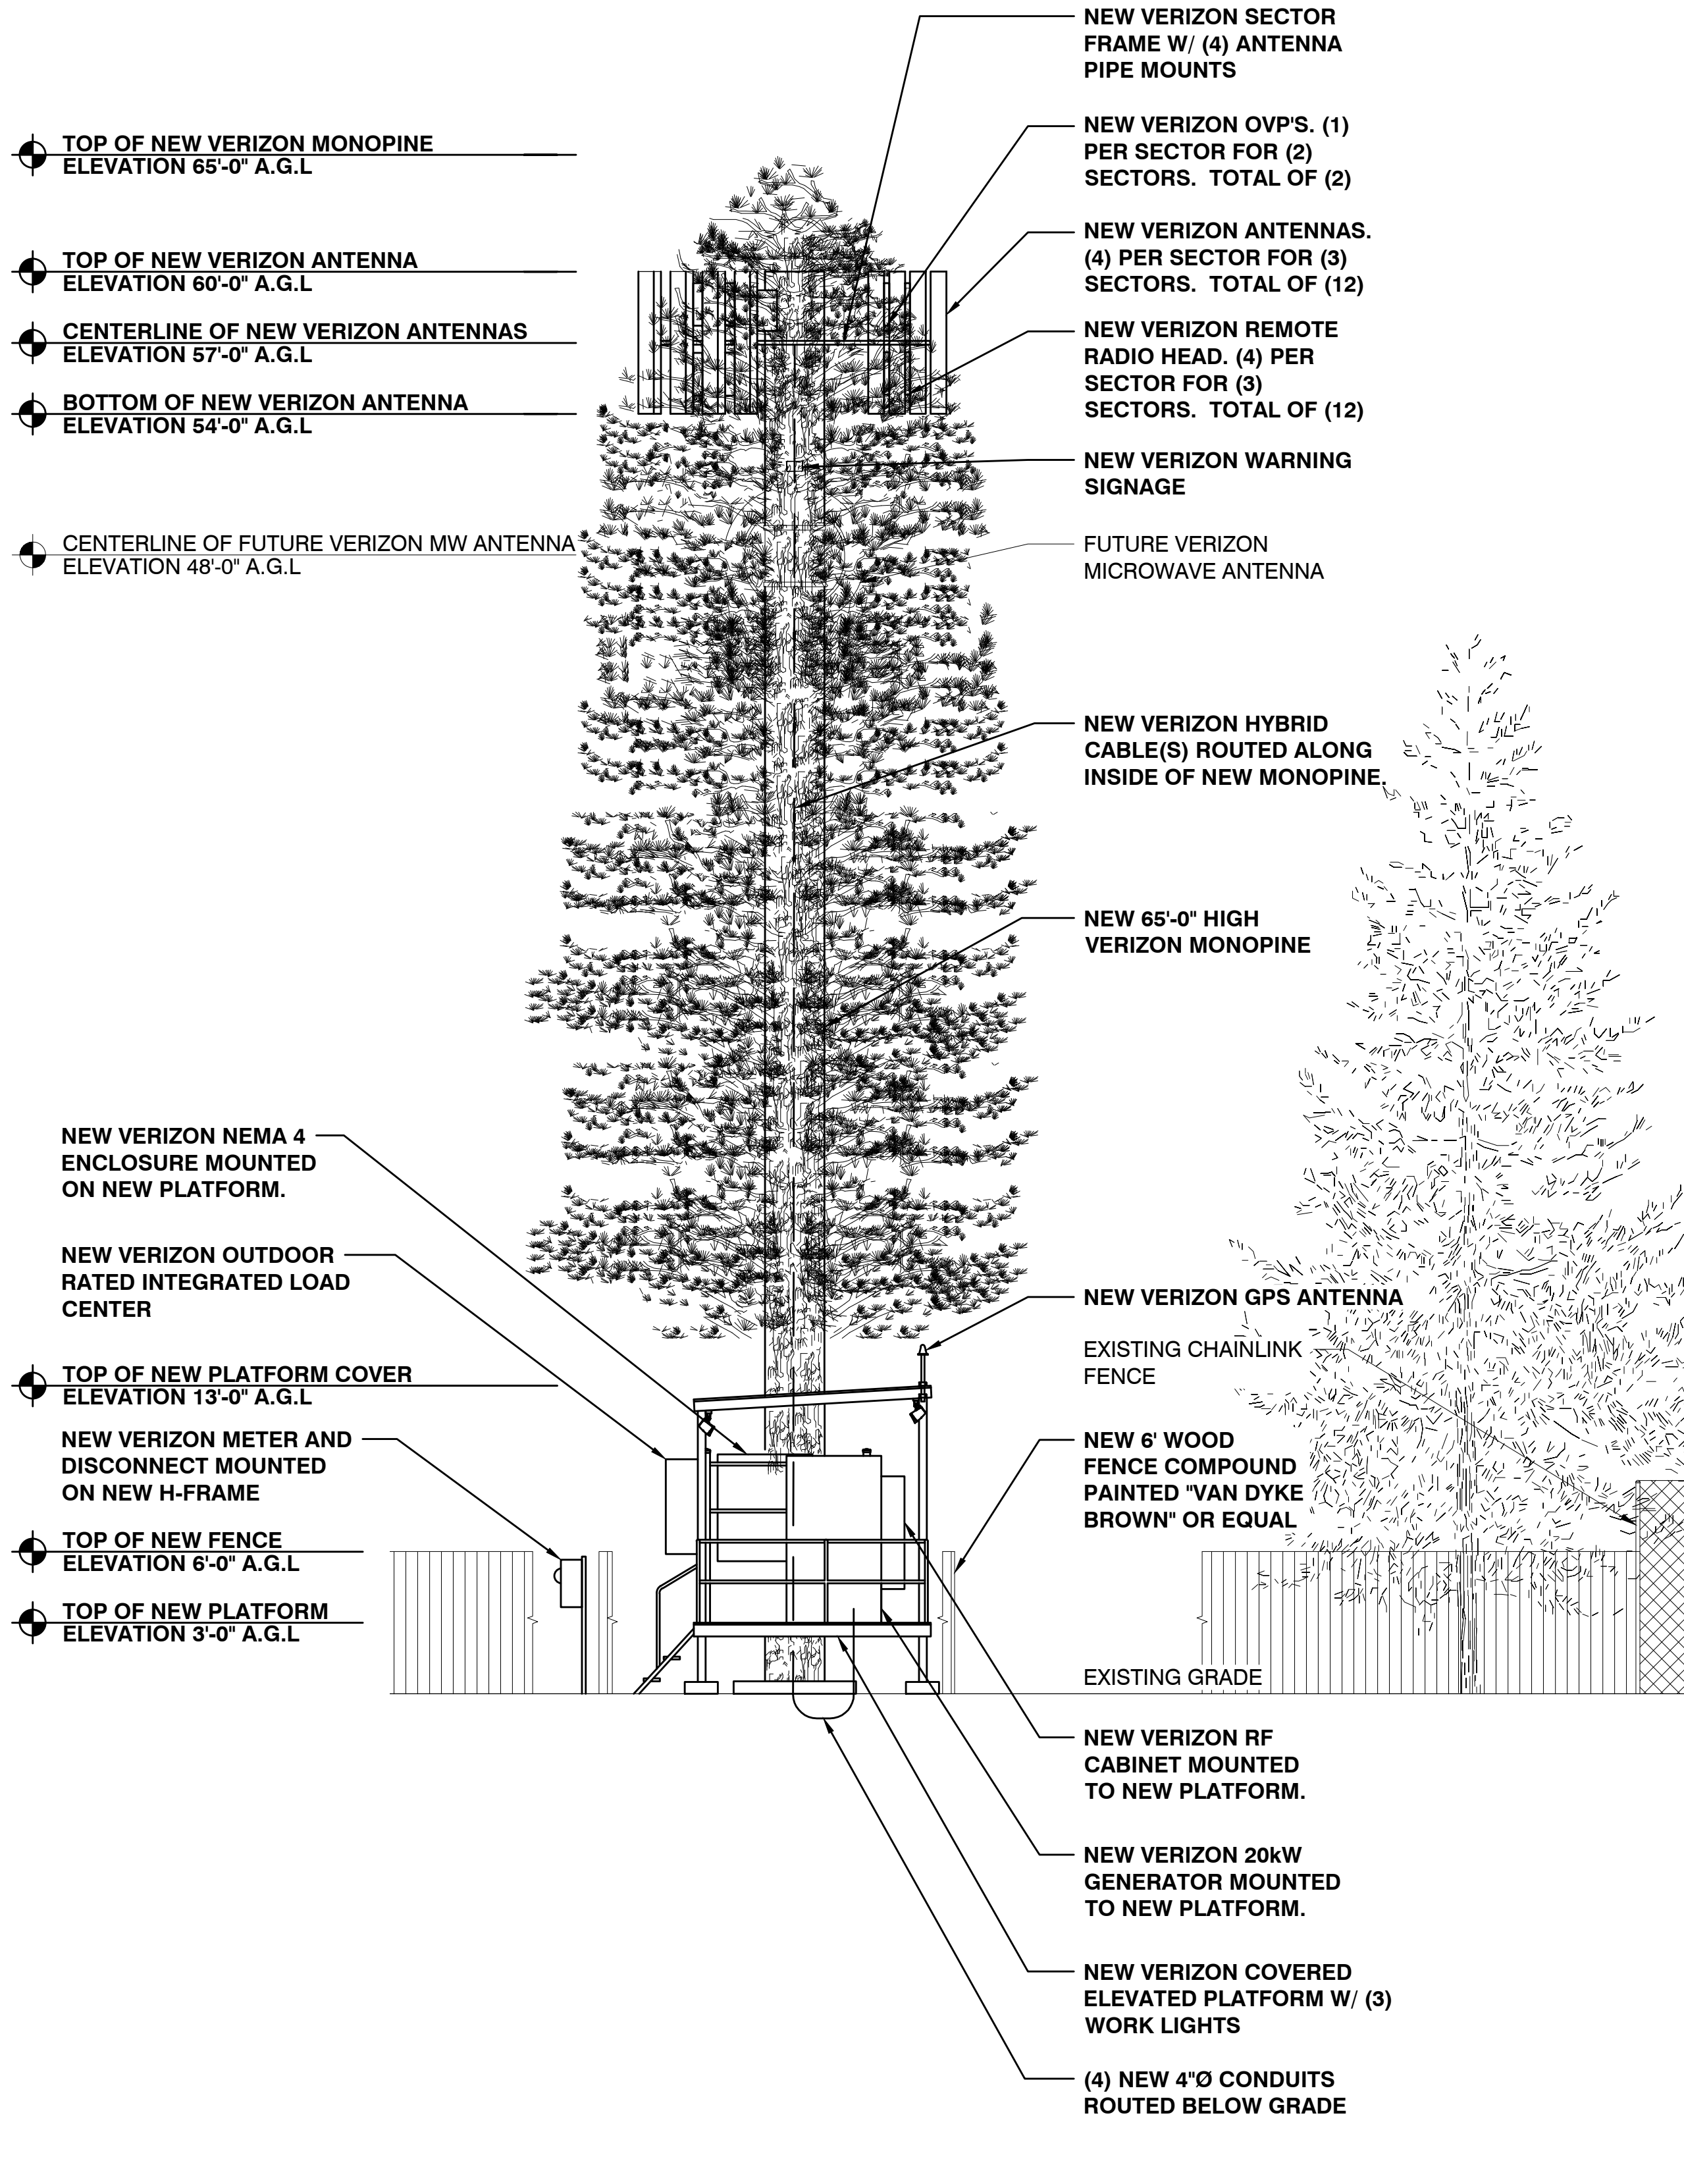 NEW VERIZON SECTOR
FRAME W/ (4) ANTENNA
PIPE MOUNTS
TOP OF NEW VERIZON MONOPINE
ELEVATION 65'-0" A.G.L
NEW VERIZON OVP'S. (1)
PER SECTOR FOR (2)
SECTORS.  TOTAL OF (2)
TOP OF NEW VERIZON ANTENNA
ELEVATION 60'-0" A.G.L
NEW VERIZON ANTENNAS.
(4) PER SECTOR FOR (3)
SECTORS.  TOTAL OF (12)
CENTERLINE OF NEW VERIZON ANTENNAS
ELEVATION 57'-0" A.G.L
NEW VERIZON REMOTE
RADIO HEAD. (4) PER
SECTOR FOR (3)
SECTORS.  TOTAL OF (12)
BOTTOM OF NEW VERIZON ANTENNA
ELEVATION 54'-0" A.G.L
NEW VERIZON WARNING
SIGNAGE
CENTERLINE OF FUTURE VERIZON MW ANTENNA
ELEVATION 48'-0" A.G.L
FUTURE VERIZON
MICROWAVE ANTENNA
NEW VERIZON HYBRID
CABLE(S) ROUTED ALONG
INSIDE OF NEW MONOPINE.
NEW 65'-0" HIGH
VERIZON MONOPINE
NEW VERIZON NEMA 4
ENCLOSURE MOUNTED
ON NEW PLATFORM.
NEW VERIZON OUTDOOR
RATED INTEGRATED LOAD
CENTER
NEW VERIZON GPS ANTENNA
EXISTING CHAINLINK
FENCE
TOP OF NEW PLATFORM COVER
ELEVATION 13'-0" A.G.L
NEW VERIZON METER AND
DISCONNECT MOUNTED
ON NEW H-FRAME
NEW 6' WOOD
FENCE COMPOUND
PAINTED "VAN DYKE
BROWN" OR EQUAL
TOP OF NEW FENCE
ELEVATION 6'-0" A.G.L
TOP OF NEW PLATFORM
ELEVATION 3'-0" A.G.L
EXISTING GRADE
NEW VERIZON RF
CABINET MOUNTED
TO NEW PLATFORM.
NEW VERIZON 20kW
GENERATOR MOUNTED
TO NEW PLATFORM.
NEW VERIZON COVERED
ELEVATED PLATFORM W/ (3)
WORK LIGHTS
(4) NEW 4"Ø CONDUITS
ROUTED BELOW GRADE